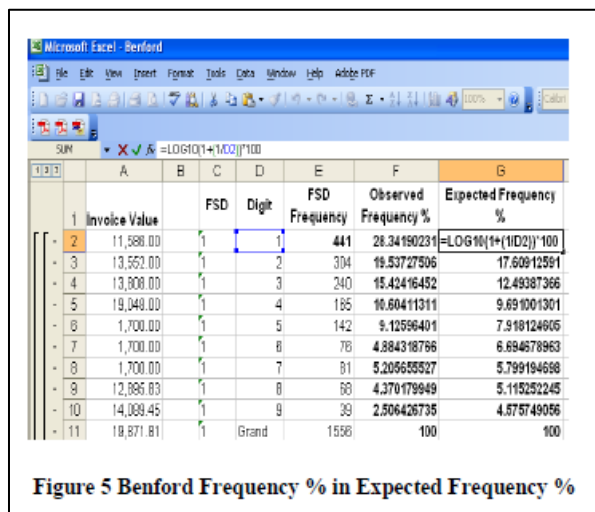 Microsoft Excel - Benford
File Edit View Insert Format Tools Data Window Help Adobe PDF
100% Calibri
SUM =LOG10(1+(1/D2))*100
1 2 3 A B C D E F G
1 Invoice Value FSD Digit FSD Frequency Observed Frequency % Expected Frequency %
2 11,586.00 1 1 441 28.34190231 =LOG10(1+(1/D2))*100
3 13,552.00 1 2 304 19.53727506 17.60912591
4 13,808.00 1 3 240 15.42416452 12.49387366
5 19,048.00 1 4 165 10.60411311 9.691001301
6 1,700.00 1 5 142 9.12596401 7.918124605
7 1,700.00 1 6 76 4.884318766 6.694678963
8 1,700.00 1 7 81 5.205655527 5.799194698
9 12,895.83 1 8 68 4.370179949 5.115252245
10 14,089.45 1 9 39 2.506426735 4.575749056
11 19,871.81 1 Grand 1556 100 100
Figure 5 Benford Frequency % in Expected Frequency %